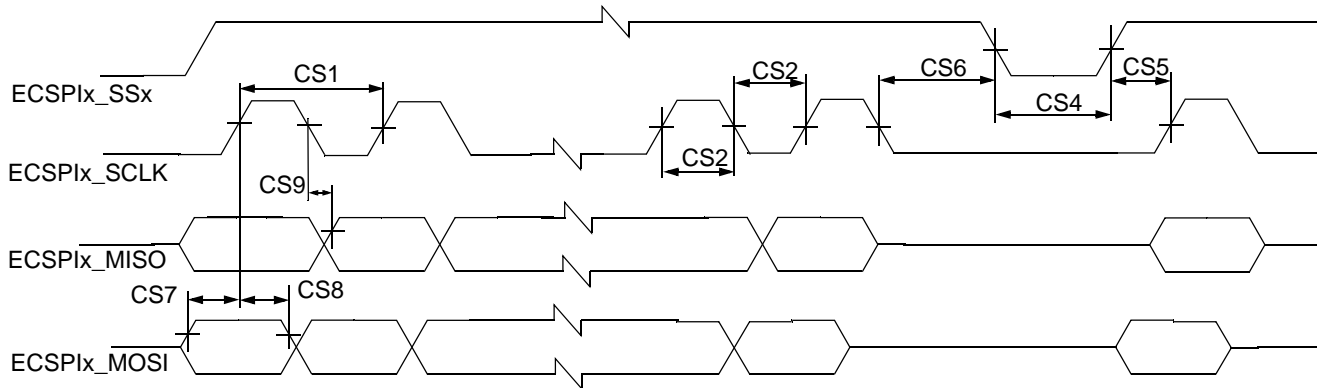 CS1
CS2
CS6
CS5
ECSPIx_SSx
CS4
CS2
ECSPIx_SCLK
CS9
ECSPIx_MISO
CS7
CS8
ECSPIx_MOSI